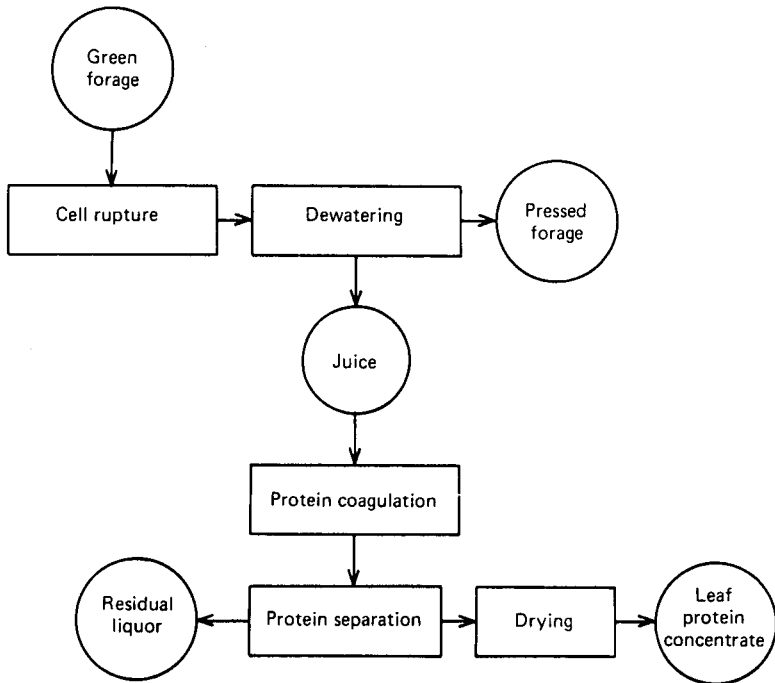 Green
forage
Cell rupture
Dewatering
Pressed
forage
Juice
Protein coagulation
Residual
liquor
Protein separation
Drying
Leaf
protein
concentrate